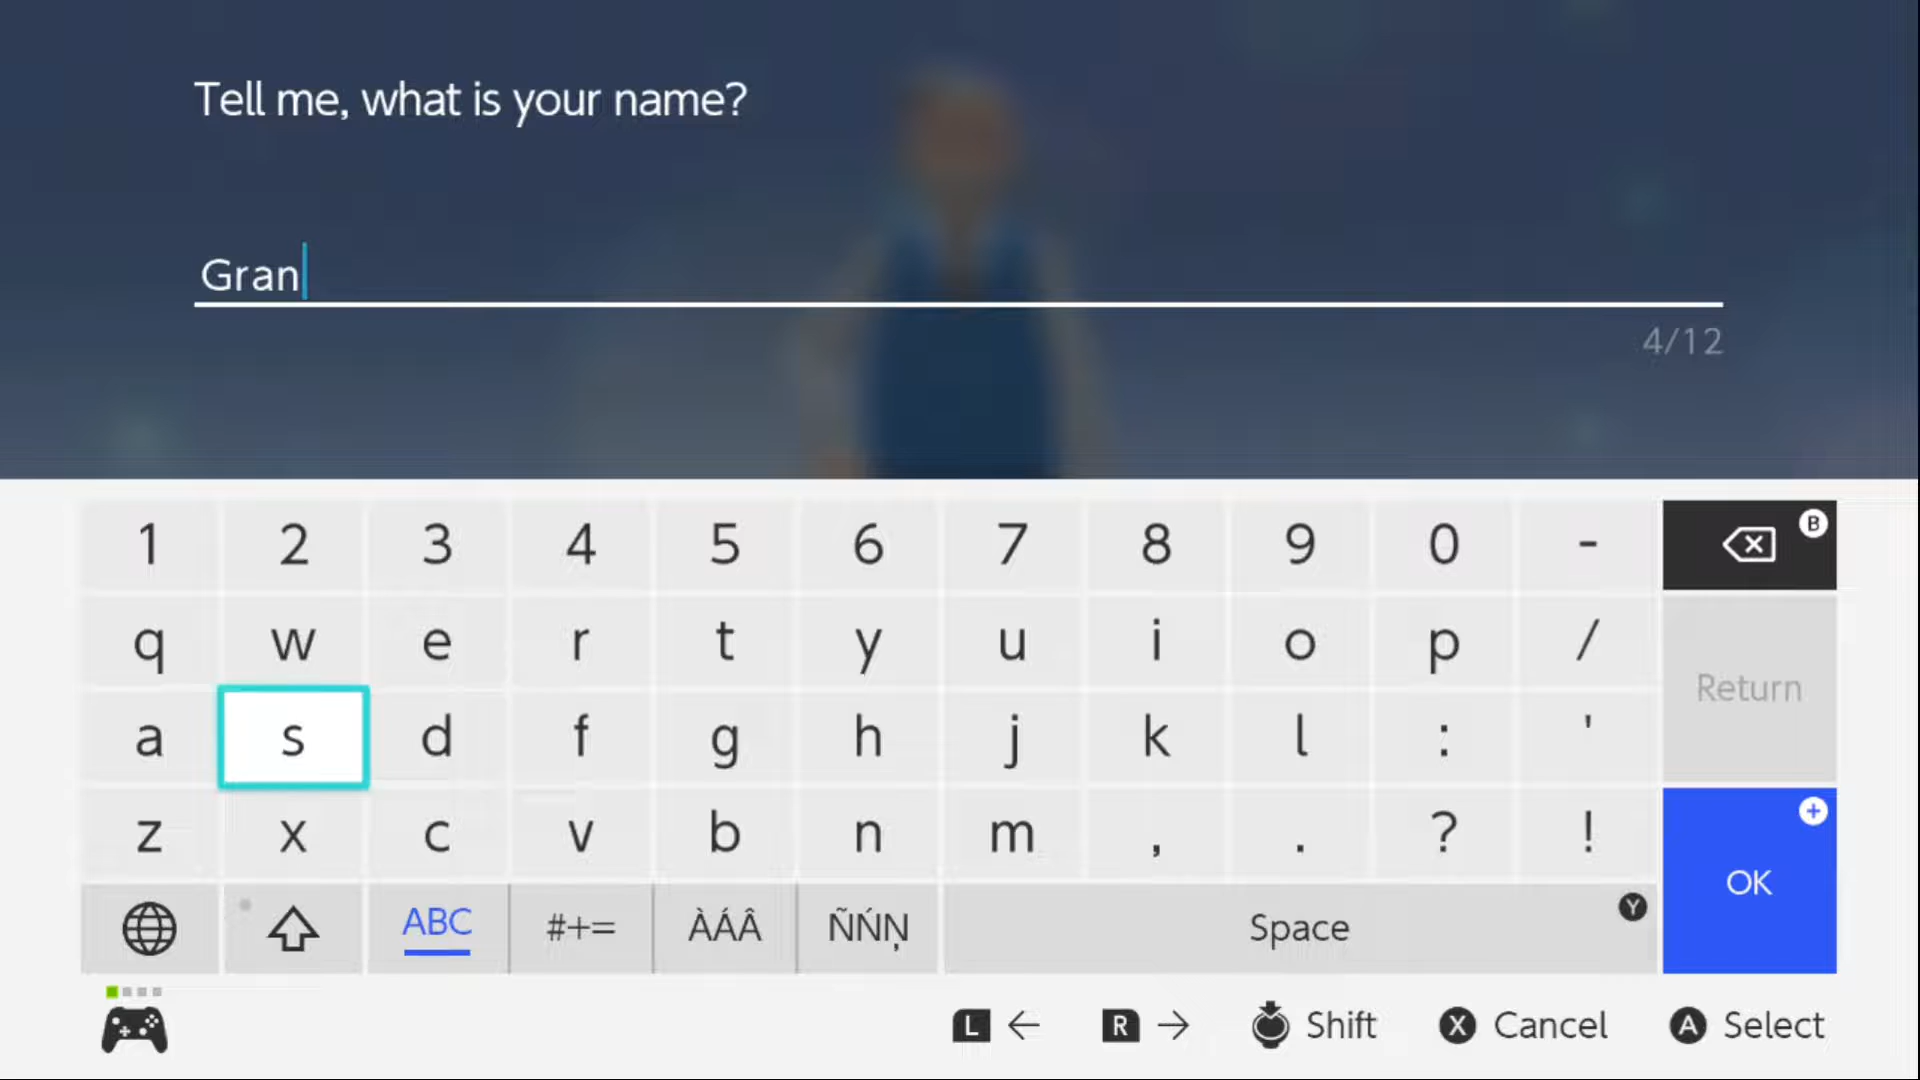 Tell me, what is your name?
Gran
4/12
1 2 3 4 5 6 7 8 9 0 -
B
q w e r t y u i o p /
Return
a s d f g h j k l : '
z x c v b n m , . ? !
+
OK
ABC #+= ÀÁÂ ÑŃŅ Space Y
L ← R → Shift X Cancel A Select